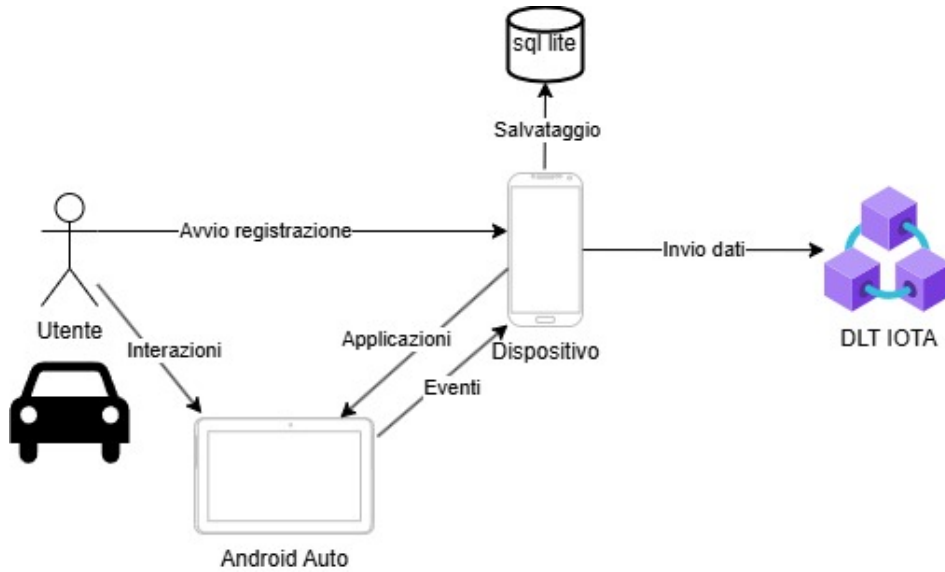 sql lite
Salvataggio
Avvio registrazione
Invio dati
Utente
Interazioni
Applicazioni
Dispositivo
DLT IOTA
Eventi
Android Auto